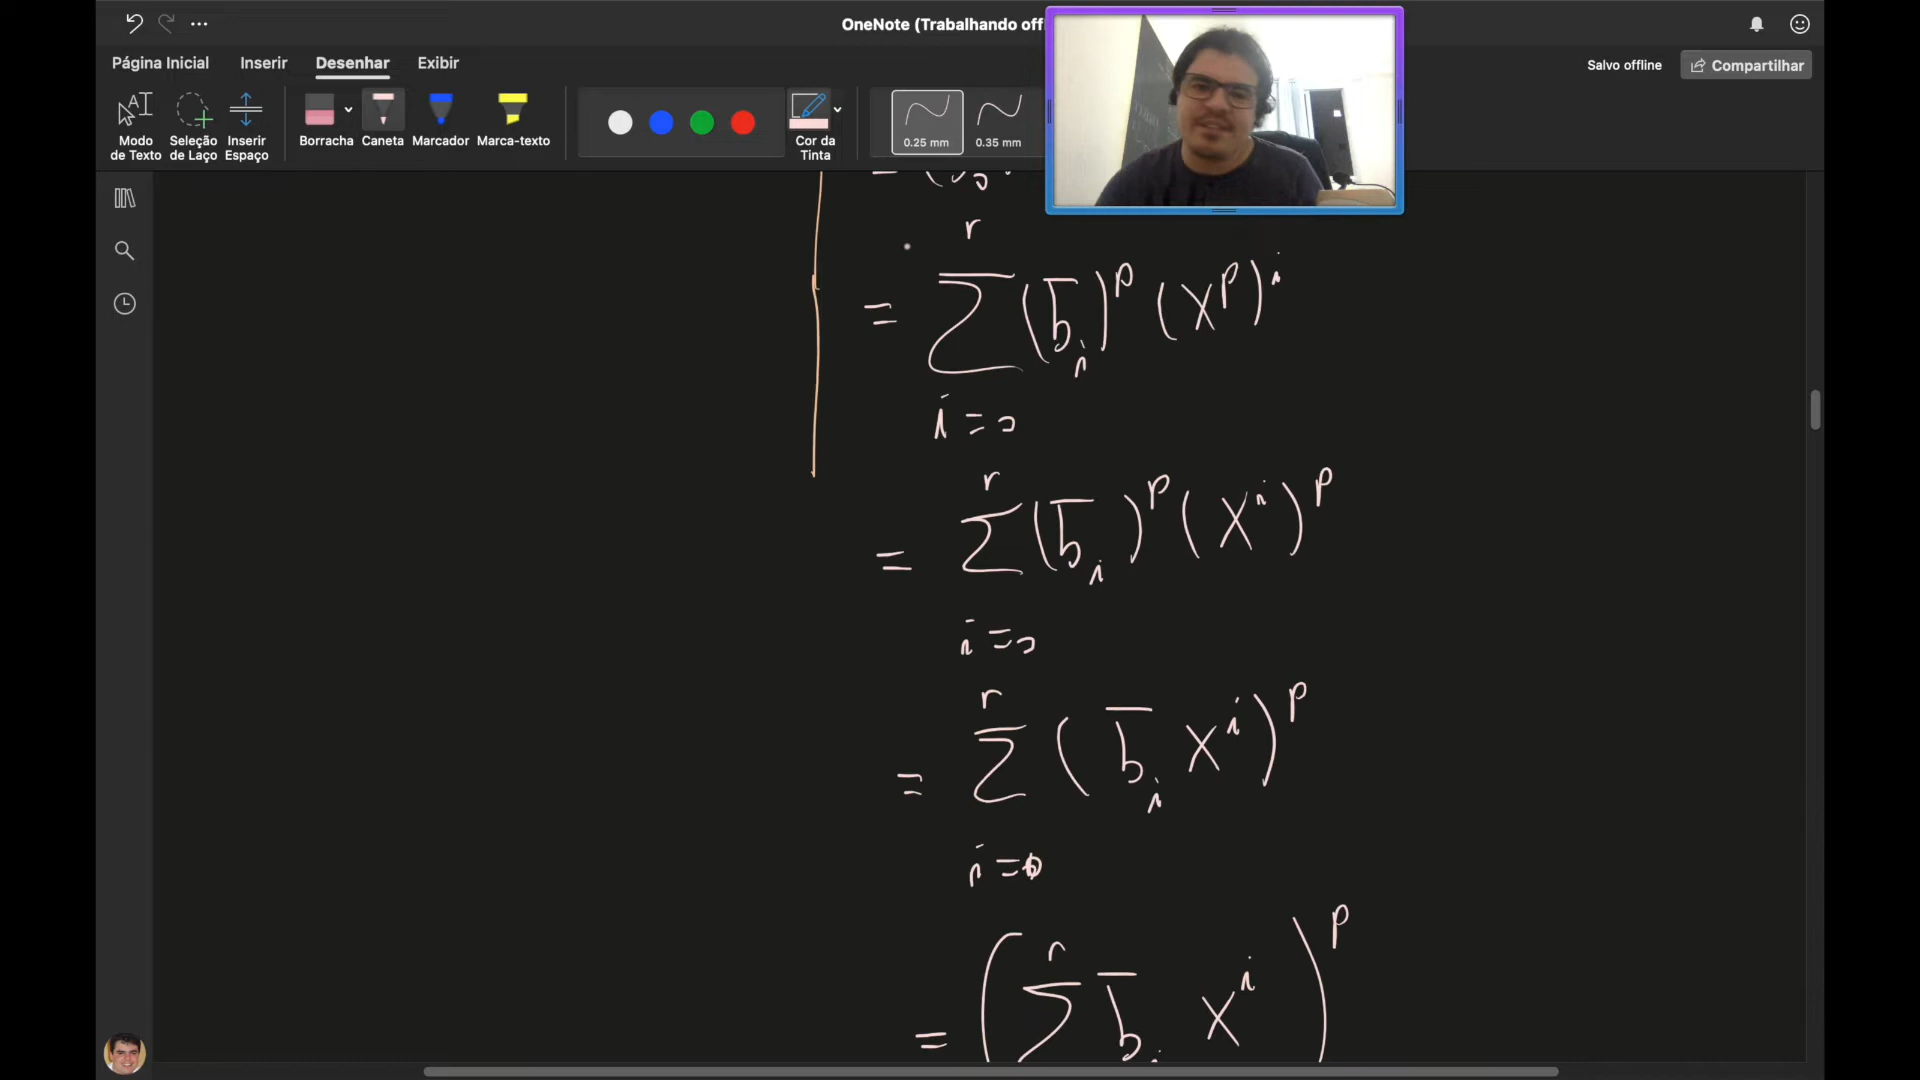 OneNote (Trabalhando off
Página Inicial Inserir Desenhar Exibir
Salvo offline Compartilhar
Modo de Texto
Seleção de Laço
Inserir Espaço
Borracha Caneta Marcador Marca-texto
Cor da Tinta
0.25 mm 0.35 mm
r
= Σ (b̅ᵢ)ᵖ (Xᵖ)ⁱ
i = 0
r
= Σ (b̅ᵢ)ᵖ (Xⁱ)ᵖ
i = 0
r
= Σ (b̅ᵢ Xⁱ)ᵖ
i = 0
r
= (Σ b̅ᵢ Xⁱ)ᵖ